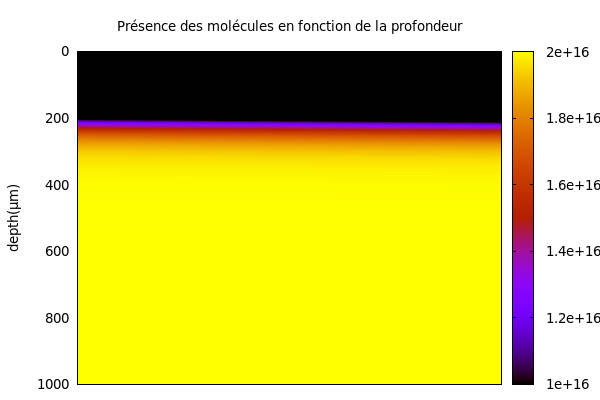 Présence des molécules en fonction de la profondeur
depth(µm)
0
200
400
600
800
1000
2e+16
1.8e+16
1.6e+16
1.4e+16
1.2e+16
1e+16